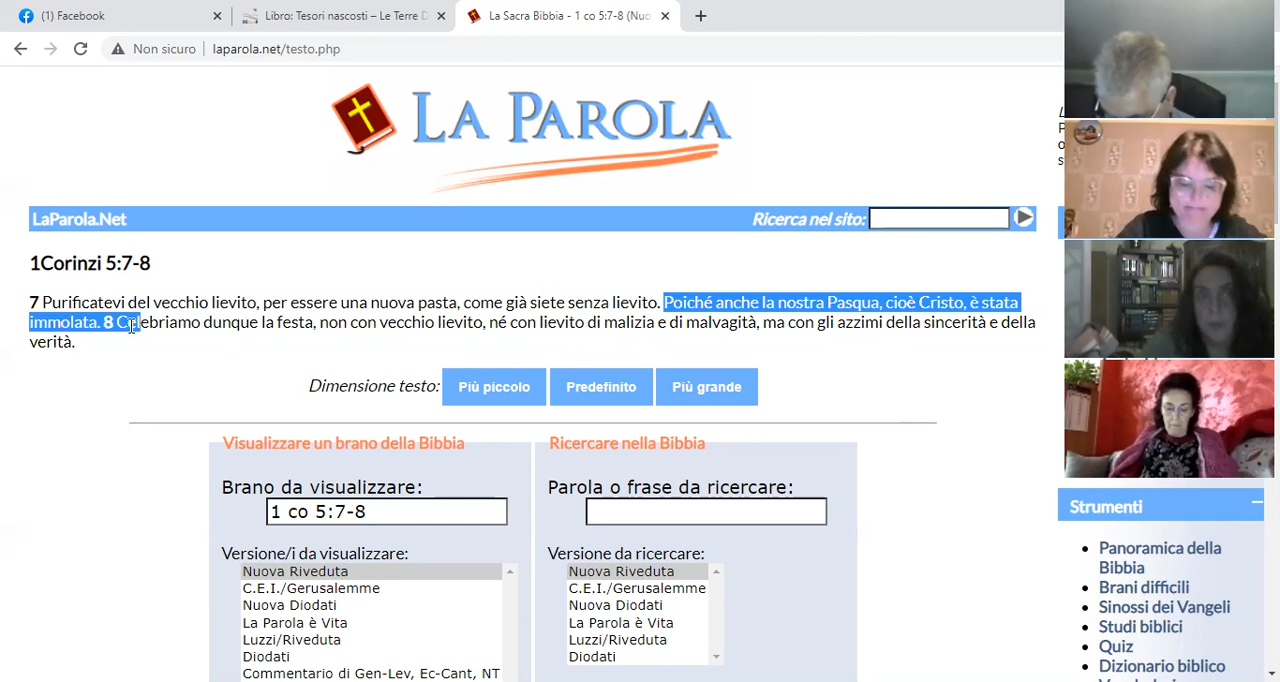 (1) Facebook
Libro: Tesori nascosti – Le Terre D
La Sacra Bibbia - 1 co 5:7-8 (Nuo
Non sicuro
laparola.net/testo.php
LA PAROLA
LaParola.Net
Ricerca nel sito:
1Corinzi 5:7-8
7 Purificatevi del vecchio lievito, per essere una nuova pasta, come già siete senza lievito. Poiché anche la nostra Pasqua, cioè Cristo, è stata
immolata. 8 Celebriamo dunque la festa, non con vecchio lievito, né con lievito di malizia e di malvagità, ma con gli azzimi della sincerità e della
verità.
Dimensione testo:
Più piccolo
Predefinito
Più grande
Visualizzare un brano della Bibbia
Brano da visualizzare:
1 co 5:7-8
Versione/i da visualizzare:
Nuova Riveduta
C.E.I./Gerusalemme
Nuova Diodati
La Parola è Vita
Luzzi/Riveduta
Diodati
Commentario di Gen-Lev, Ec-Cant, NT
Ricercare nella Bibbia
Parola o frase da ricercare:
Versione da ricercare:
Nuova Riveduta
C.E.I./Gerusalemme
Nuova Diodati
La Parola è Vita
Luzzi/Riveduta
Diodati
Strumenti
Panoramica della
Bibbia
Brani difficili
Sinossi dei Vangeli
Studi biblici
Quiz
Dizionario biblico